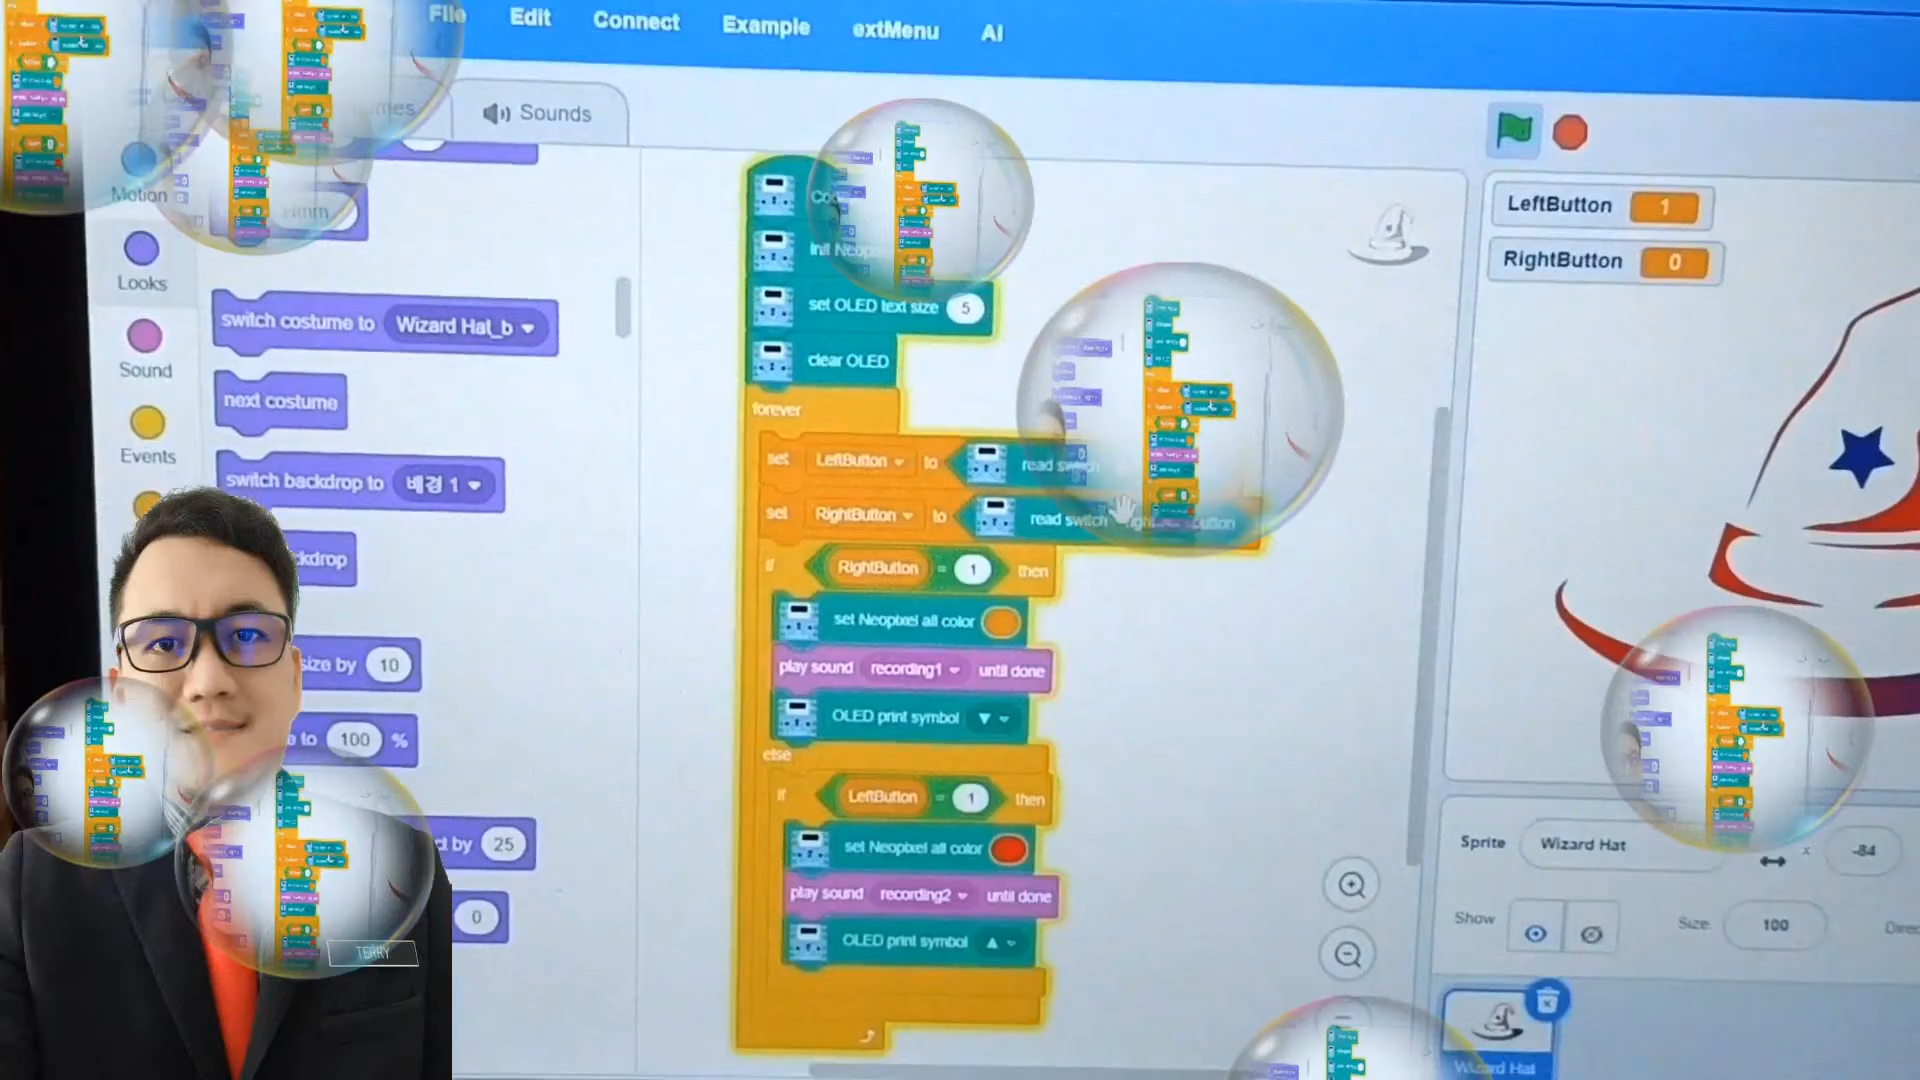 File Edit Connect Example extMenu AI
Sounds
LeftButton 1
RightButton 0
Motion
Looks
Sound
Events
switch costume to Wizard Hat_b
next costume
switch backdrop to 배경 1
size by 10
to 100 %
by 25
0
set OLED text size 5
clear OLED
forever
set LeftButton to read switch
set RightButton to read switch
if RightButton = 1 then
set Neopixel all color
play sound recording1 until done
OLED print symbol ▼
else
if LeftButton = 1 then
set Neopixel all color
play sound recording2 until done
OLED print symbol ▲
Sprite Wizard Hat x -84
Show Size 100
Wizard Hat
TERRY